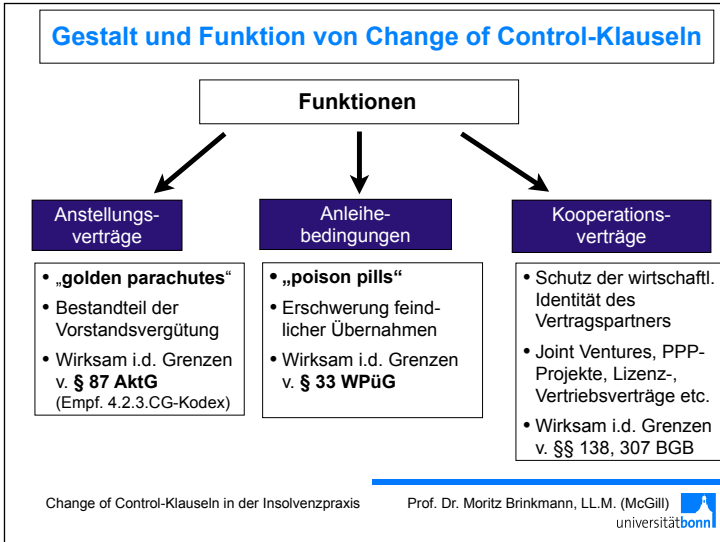 Gestalt und Funktion von Change of Control-Klauseln
Funktionen
Anstellungs-
verträge
• „golden parachutes“
• Bestandteil der
Vorstandsvergütung
• Wirksam i.d. Grenzen
v. § 87 AktG
(Empf. 4.2.3.CG-Kodex)
Anleihe-
bedingungen
• „poison pills“
• Erschwerung feind-
licher Übernahmen
• Wirksam i.d. Grenzen
v. § 33 WPüG
Kooperations-
verträge
• Schutz der wirtschaftl.
Identität des
Vertragspartners
• Joint Ventures, PPP-
Projekte, Lizenz-,
Vertriebsverträge etc.
• Wirksam i.d. Grenzen
v. §§ 138, 307 BGB
Change of Control-Klauseln in der Insolvenzpraxis
Prof. Dr. Moritz Brinkmann, LL.M. (McGill)
universitätbonn